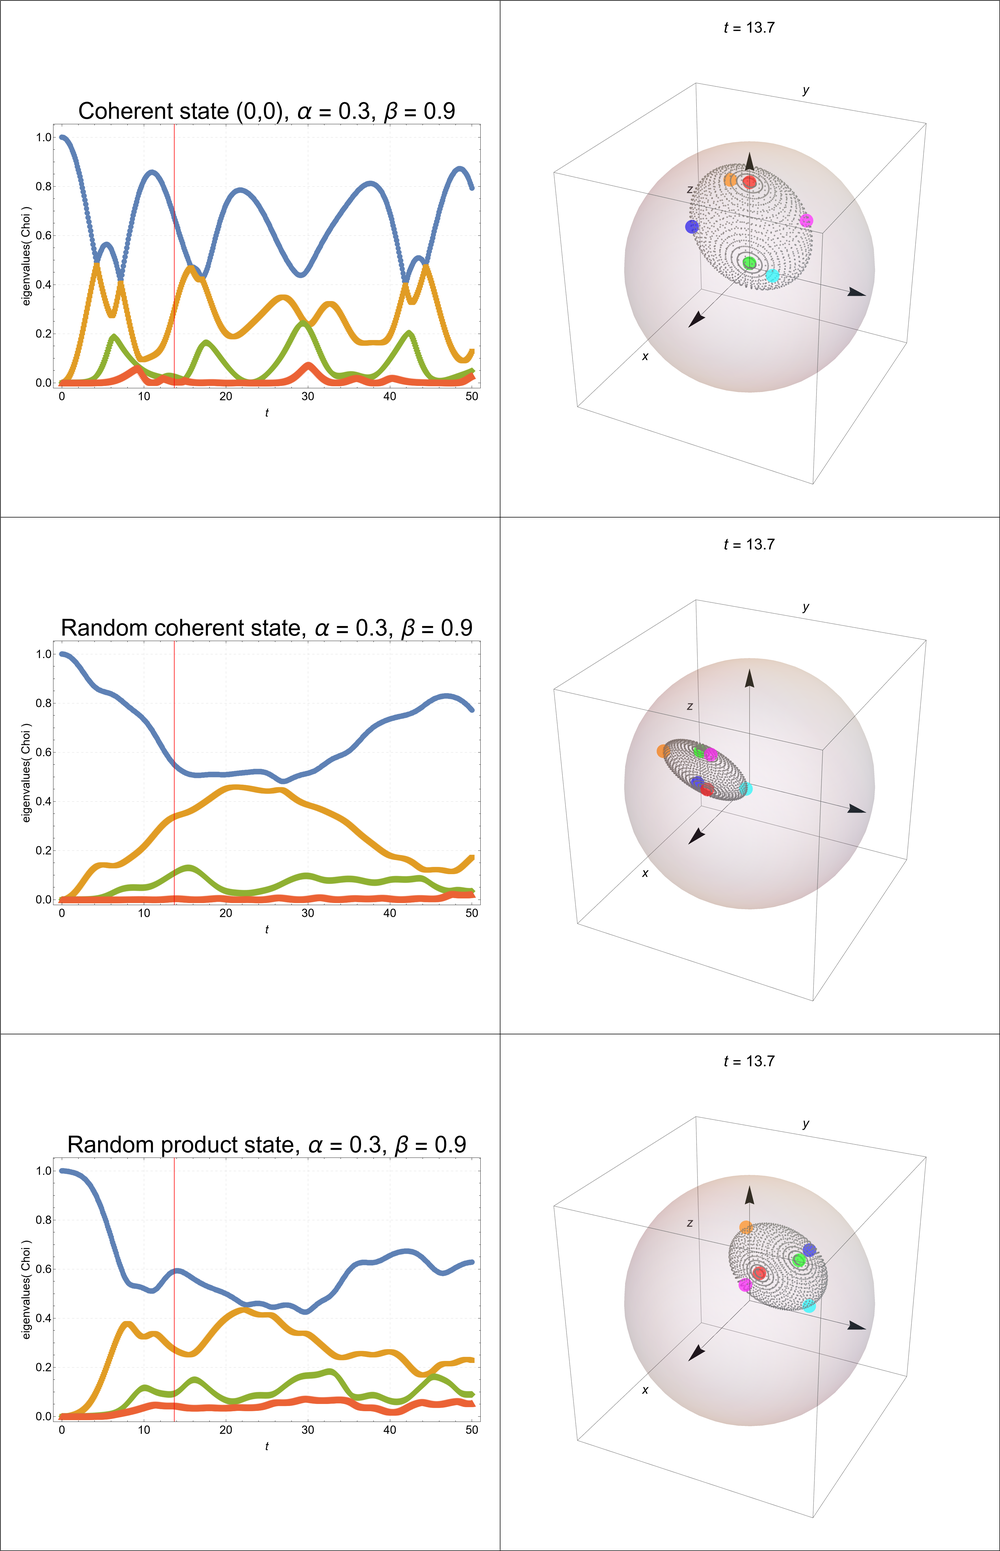 t = 13.7
Coherent state (0,0), α = 0.3, β = 0.9
eigenvalues( Choi )
1.0
0.8
0.6
0.4
0.2
0.0
0 10 20 30 40 50
t
y
z
x
t = 13.7
Random coherent state, α = 0.3, β = 0.9
eigenvalues( Choi )
1.0
0.8
0.6
0.4
0.2
0.0
0 10 20 30 40 50
t
y
z
x
t = 13.7
Random product state, α = 0.3, β = 0.9
eigenvalues( Choi )
1.0
0.8
0.6
0.4
0.2
0.0
0 10 20 30 40 50
t
y
z
x